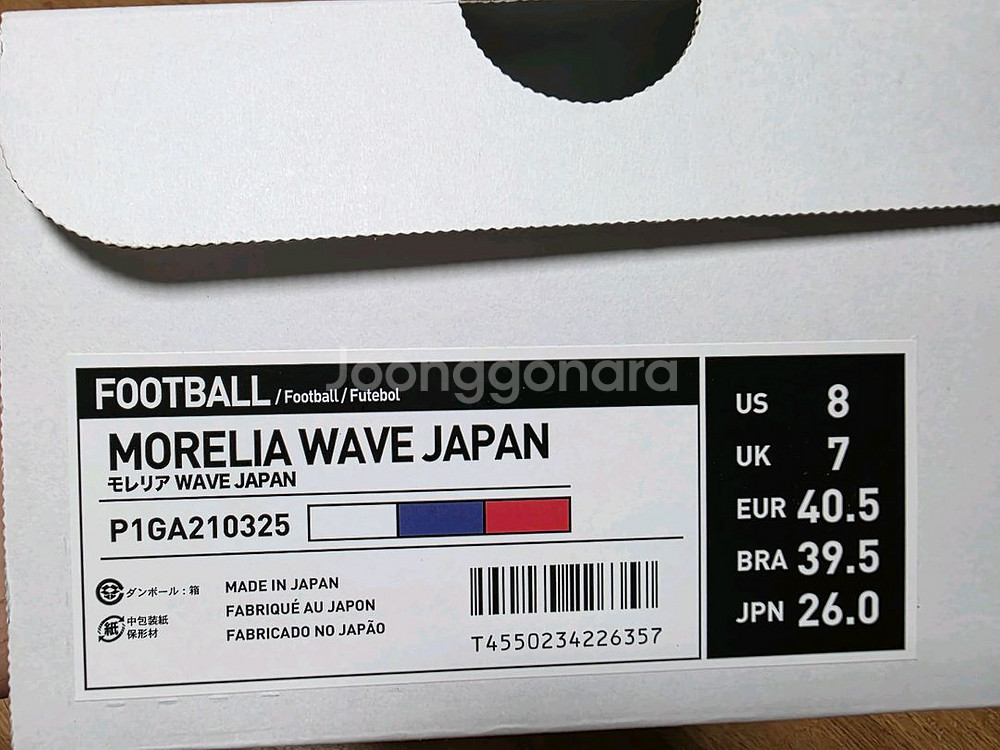 Joonggonara
FOOTBALL / Football / Futebol
MORELIA WAVE JAPAN
モレリア WAVE JAPAN
P1GA210325
ダンボール : 箱
紙 中包装紙
保形材
MADE IN JAPAN
FABRIQUÉ AU JAPON
FABRICADO NO JAPÃO
T4550234226357
US 8
UK 7
EUR 40.5
BRA 39.5
JPN 26.0